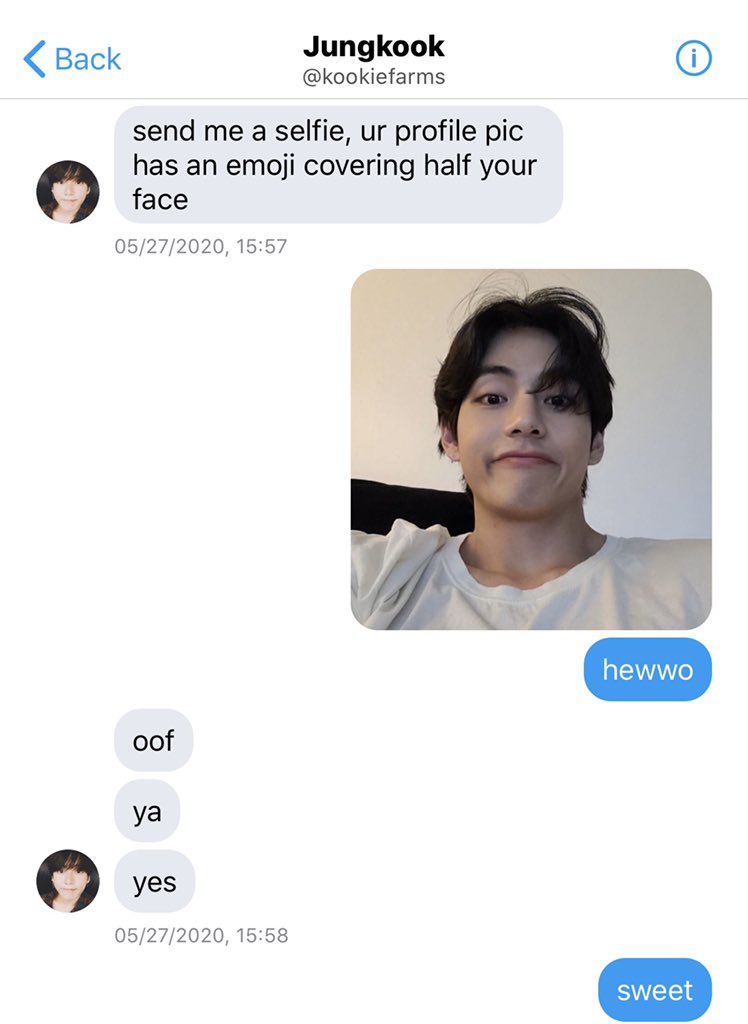 Back
Jungkook
@kookiefarms
i
send me a selfie, ur profile pic
has an emoji covering half your
face
05/27/2020, 15:57
hewwo
oof
ya
yes
05/27/2020, 15:58
sweet